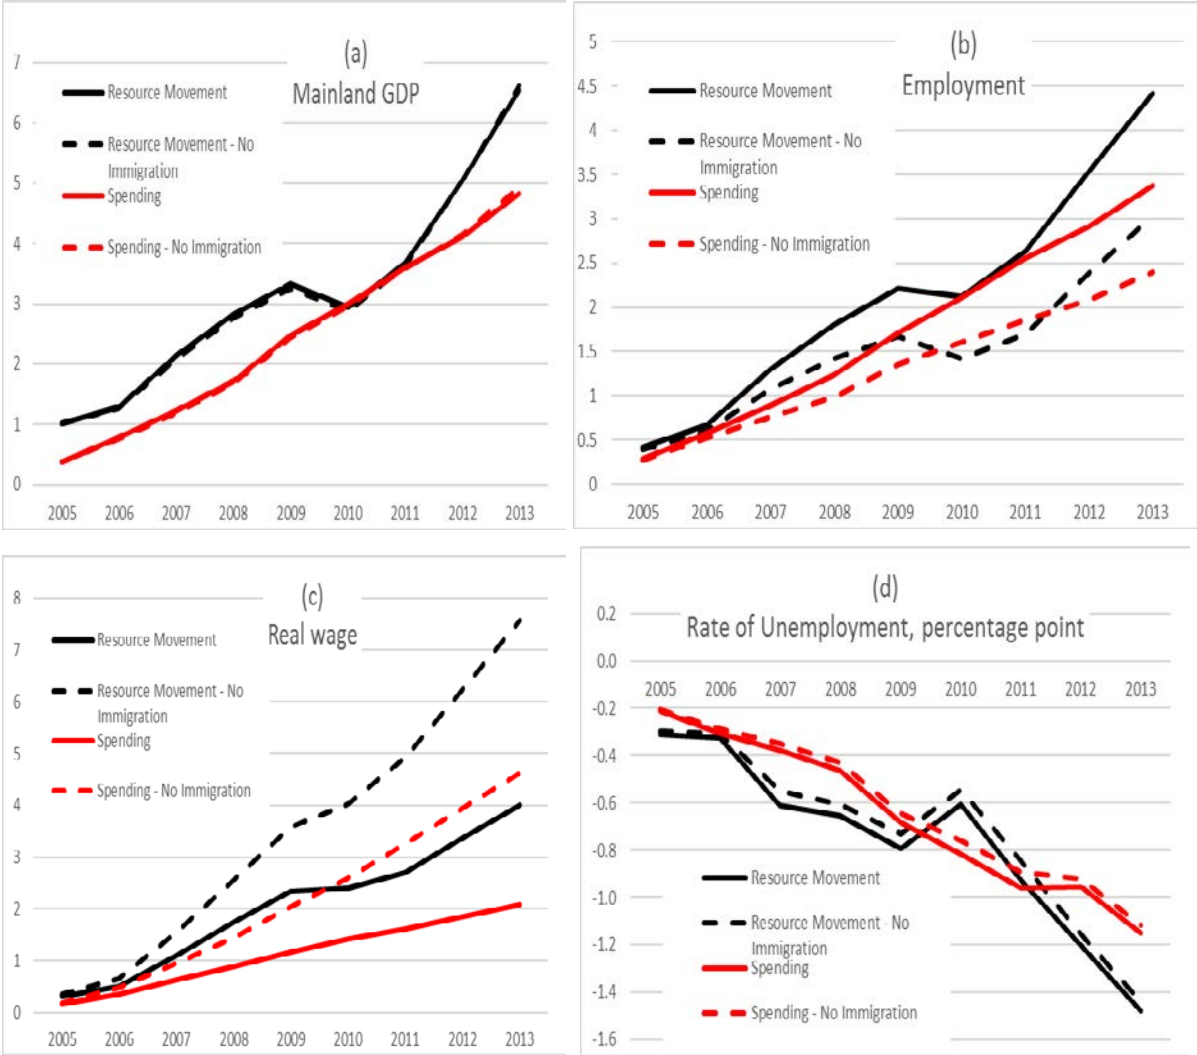 (a)
Mainland GDP
7
6
5
4
3
2
1
0
Resource Movement
Resource Movement - No
Immigration
Spending
Spending - No Immigration
2005 2006 2007 2008 2009 2010 2011 2012 2013
(b)
Employment
5
4.5
4
3.5
3
2.5
2
1.5
1
0.5
0
Resource Movement
Resource Movement - No
Immigration
Spending
Spending - No Immigration
2005 2006 2007 2008 2009 2010 2011 2012 2013
(c)
Real wage
8
7
6
5
4
3
2
1
0
Resource Movement
Resource Movement - No
Immigration
Spending
Spending - No Immigration
2005 2006 2007 2008 2009 2010 2011 2012 2013
(d)
Rate of Unemployment, percentage point
0.2
0.0
-0.2
-0.4
-0.6
-0.8
-1.0
-1.2
-1.4
-1.6
2005 2006 2007 2008 2009 2010 2011 2012 2013
Resource Movement
Resource Movement - No
Immigration
Spending
Spending - No Immigration